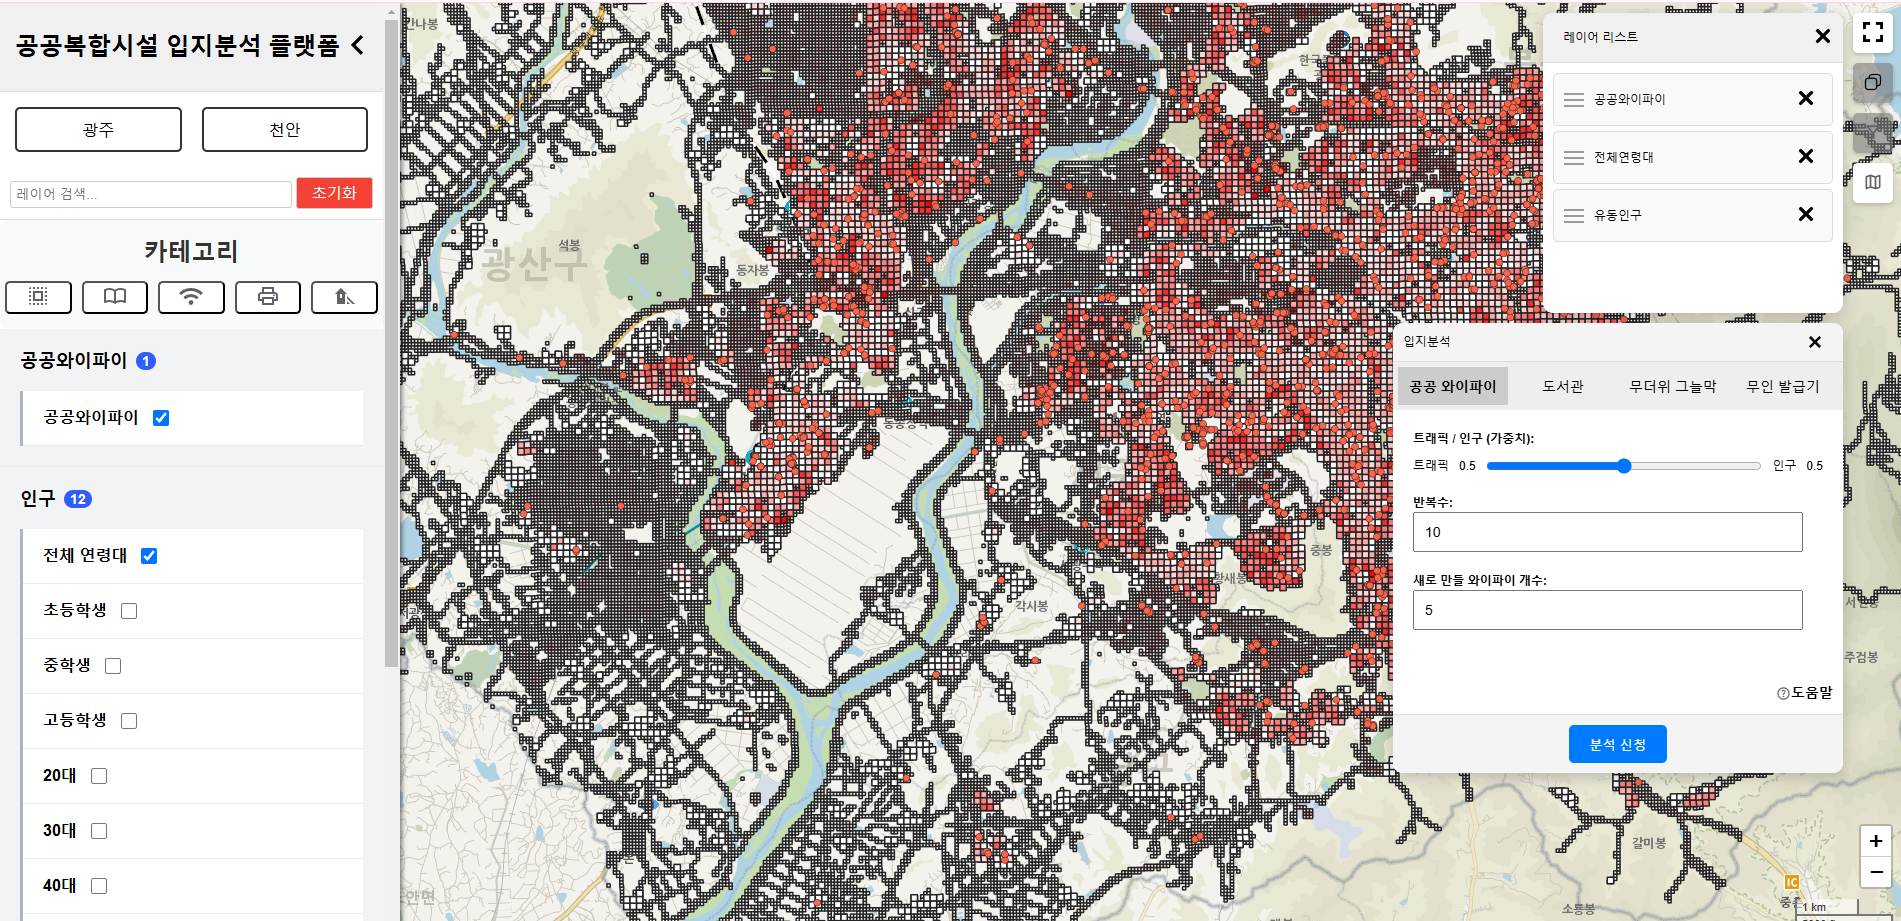 공공복합시설 입지분석 플랫폼
광주
천안
레이어 검색...
초기화
카테고리
공공와이파이 1
공공와이파이
인구 12
전체 연령대
초등학생
중학생
고등학생
20대
30대
40대
석봉
광산구
동자봉
각시봉
중봉
황새봉
주검봉
갈미봉
소룡봉
IC
1 km
레이어 리스트
공공와이파이
전체연령대
유동인구
입지분석
공공 와이파이
도서관
무더위 그늘막
무인 발급기
트래픽 / 인구 (가중치):
트래픽 0.5
인구 0.5
반복수:
10
새로 만들 와이파이 개수:
5
도움말
분석 신청
+
−